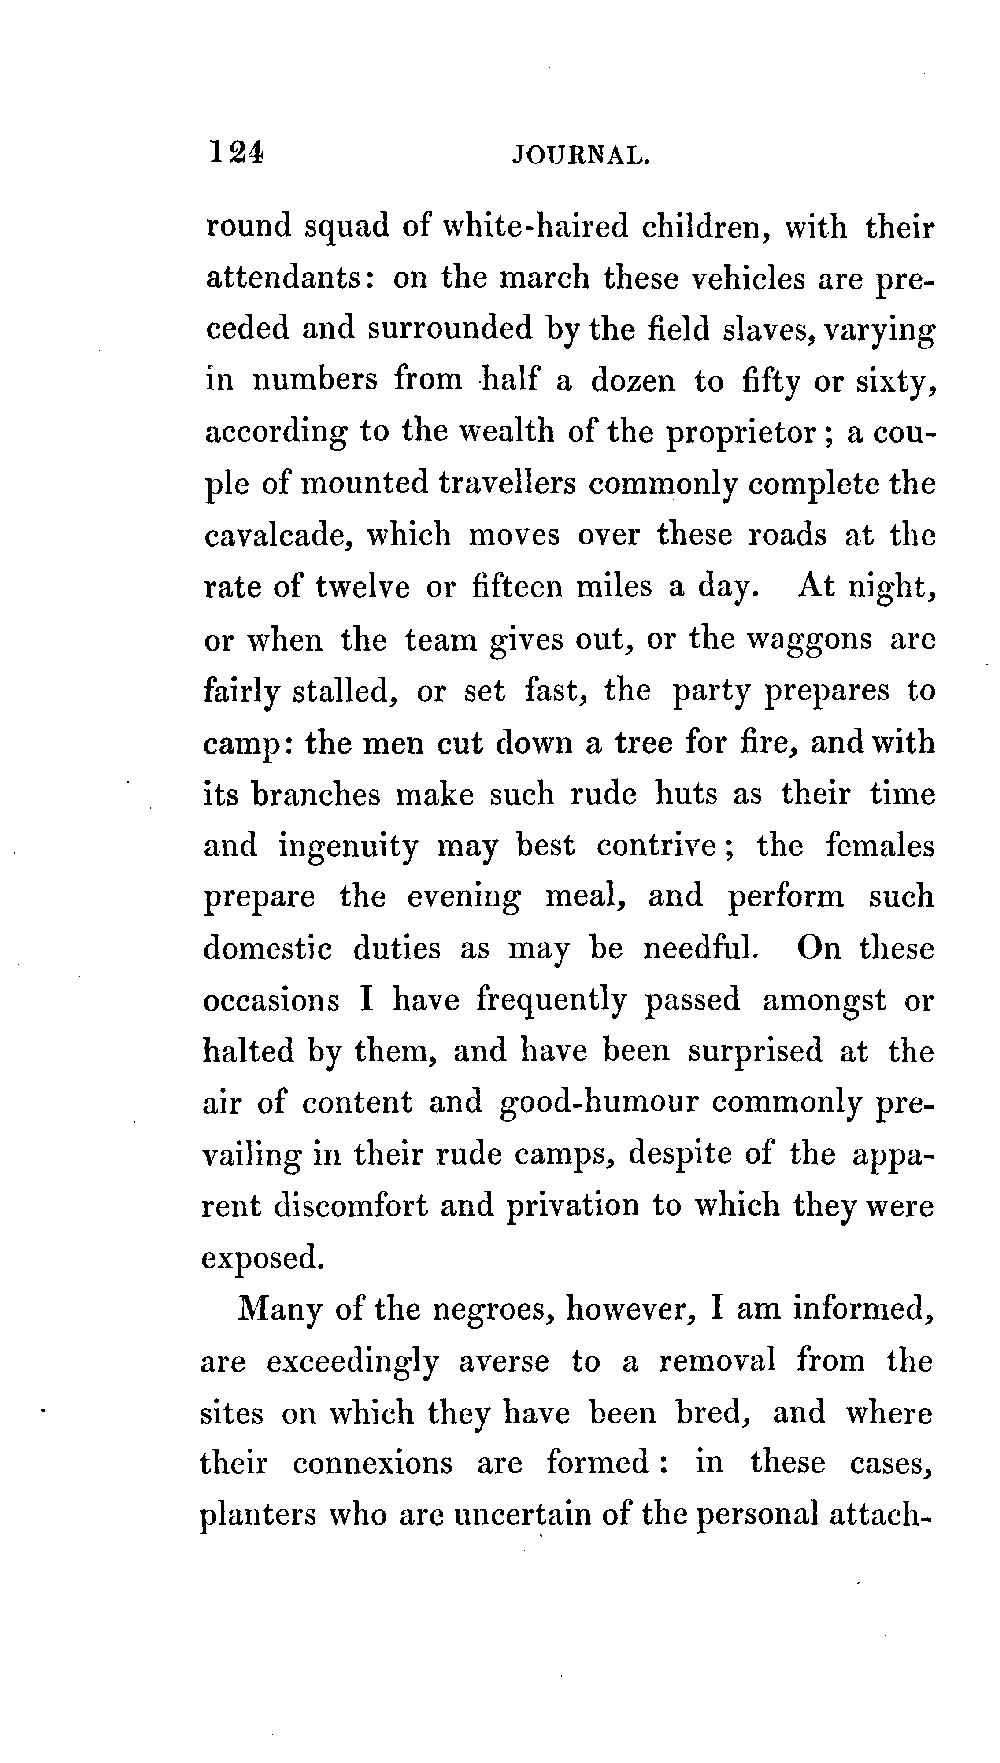 124 JOURNAL.
round squad of white-haired children, with their
attendants: on the march these vehicles are pre-
ceded and surrounded by the field slaves, varying
in numbers from half a dozen to fifty or sixty,
according to the wealth of the proprietor; a cou-
ple of mounted travellers commonly complete the
cavalcade, which moves over these roads at the
rate of twelve or fifteen miles a day. At night,
or when the team gives out, or the waggons are
fairly stalled, or set fast, the party prepares to
camp: the men cut down a tree for fire, and with
its branches make such rude huts as their time
and ingenuity may best contrive; the females
prepare the evening meal, and perform such
domestic duties as may be needful. On these
occasions I have frequently passed amongst or
halted by them, and have been surprised at the
air of content and good-humour commonly pre-
vailing in their rude camps, despite of the appa-
rent discomfort and privation to which they were
exposed.
Many of the negroes, however, I am informed,
are exceedingly averse to a removal from the
sites on which they have been bred, and where
their connexions are formed: in these cases,
planters who are uncertain of the personal attach-